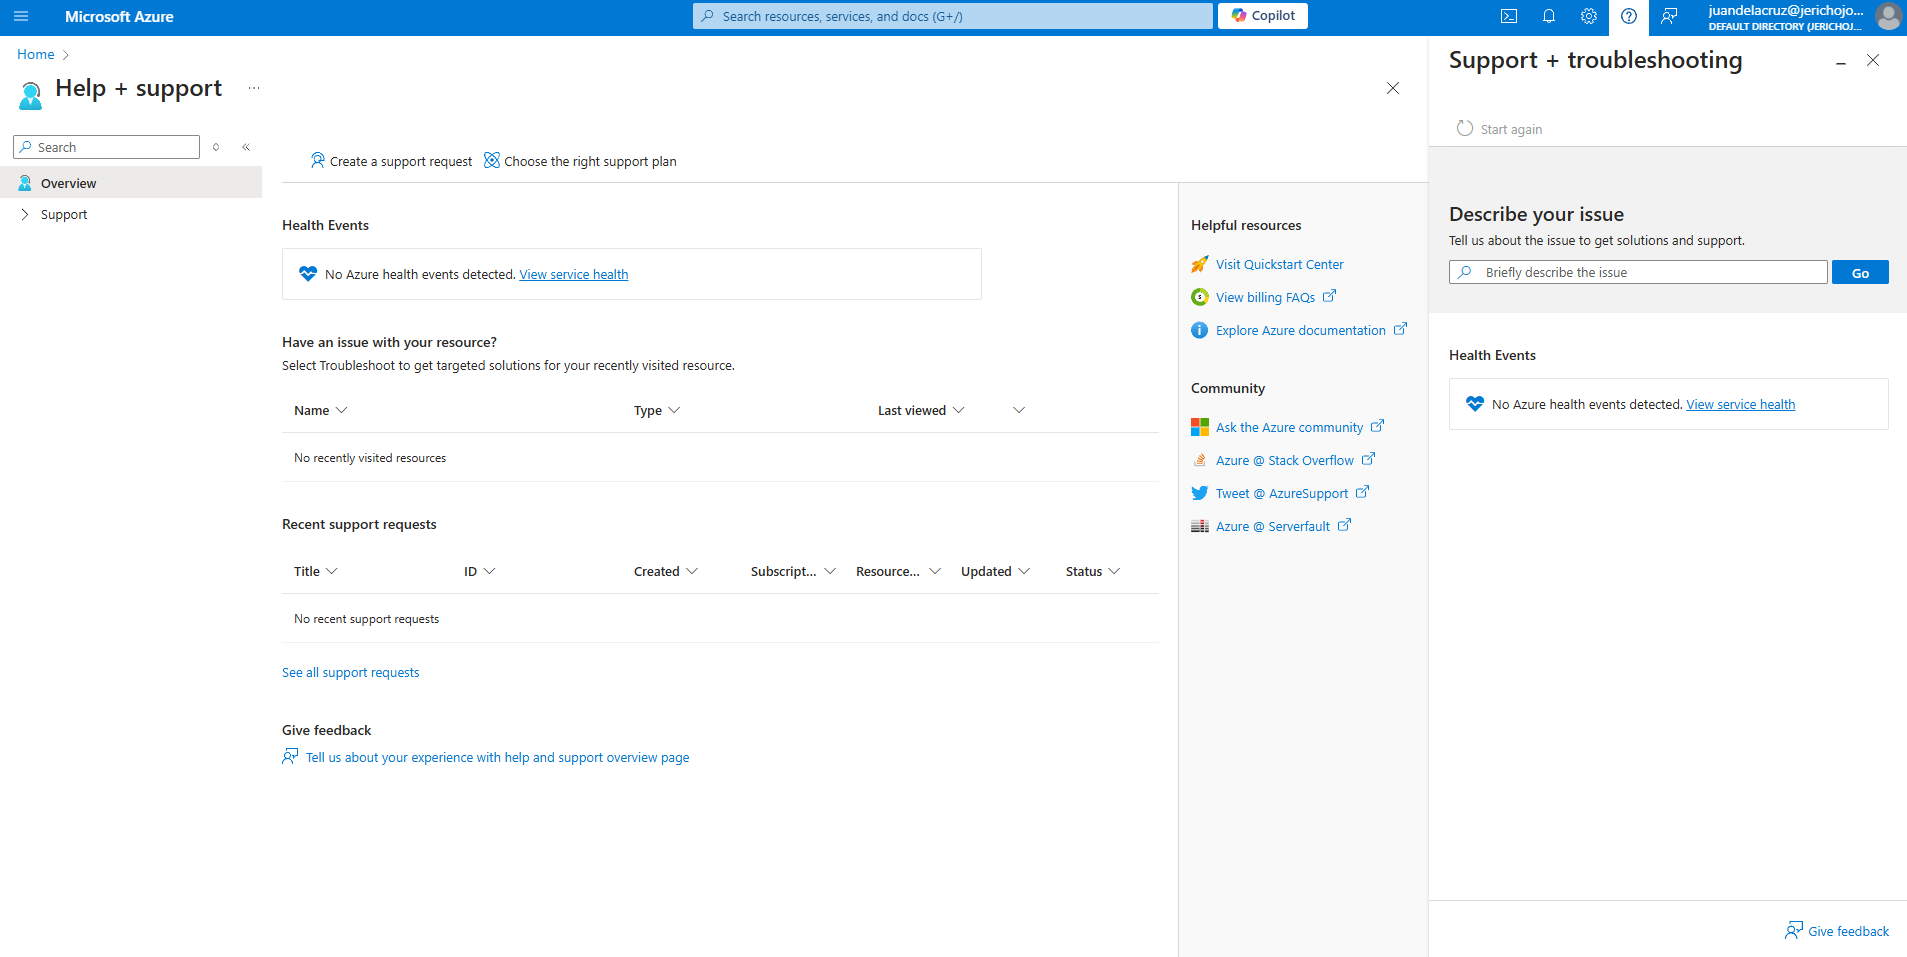 Microsoft Azure
Search resources, services, and docs (G+/)
Copilot
juandelacruz@jerichojo...
DEFAULT DIRECTORY (JERICHOJ...
Home
Help + support
...
Search
Overview
Support
Create a support request
Choose the right support plan
Health Events
No Azure health events detected. View service health
Have an issue with your resource?
Select Troubleshoot to get targeted solutions for your recently visited resource.
Name Type Last viewed
No recently visited resources
Recent support requests
Title ID Created Subscript... Resource... Updated Status
No recent support requests
See all support requests
Give feedback
Tell us about your experience with help and support overview page
Helpful resources
Visit Quickstart Center
View billing FAQs
Explore Azure documentation
Community
Ask the Azure community
Azure @ Stack Overflow
Tweet @ AzureSupport
Azure @ Serverfault
Support + troubleshooting
Start again
Describe your issue
Tell us about the issue to get solutions and support.
Briefly describe the issue
Go
Health Events
No Azure health events detected. View service health
Give feedback